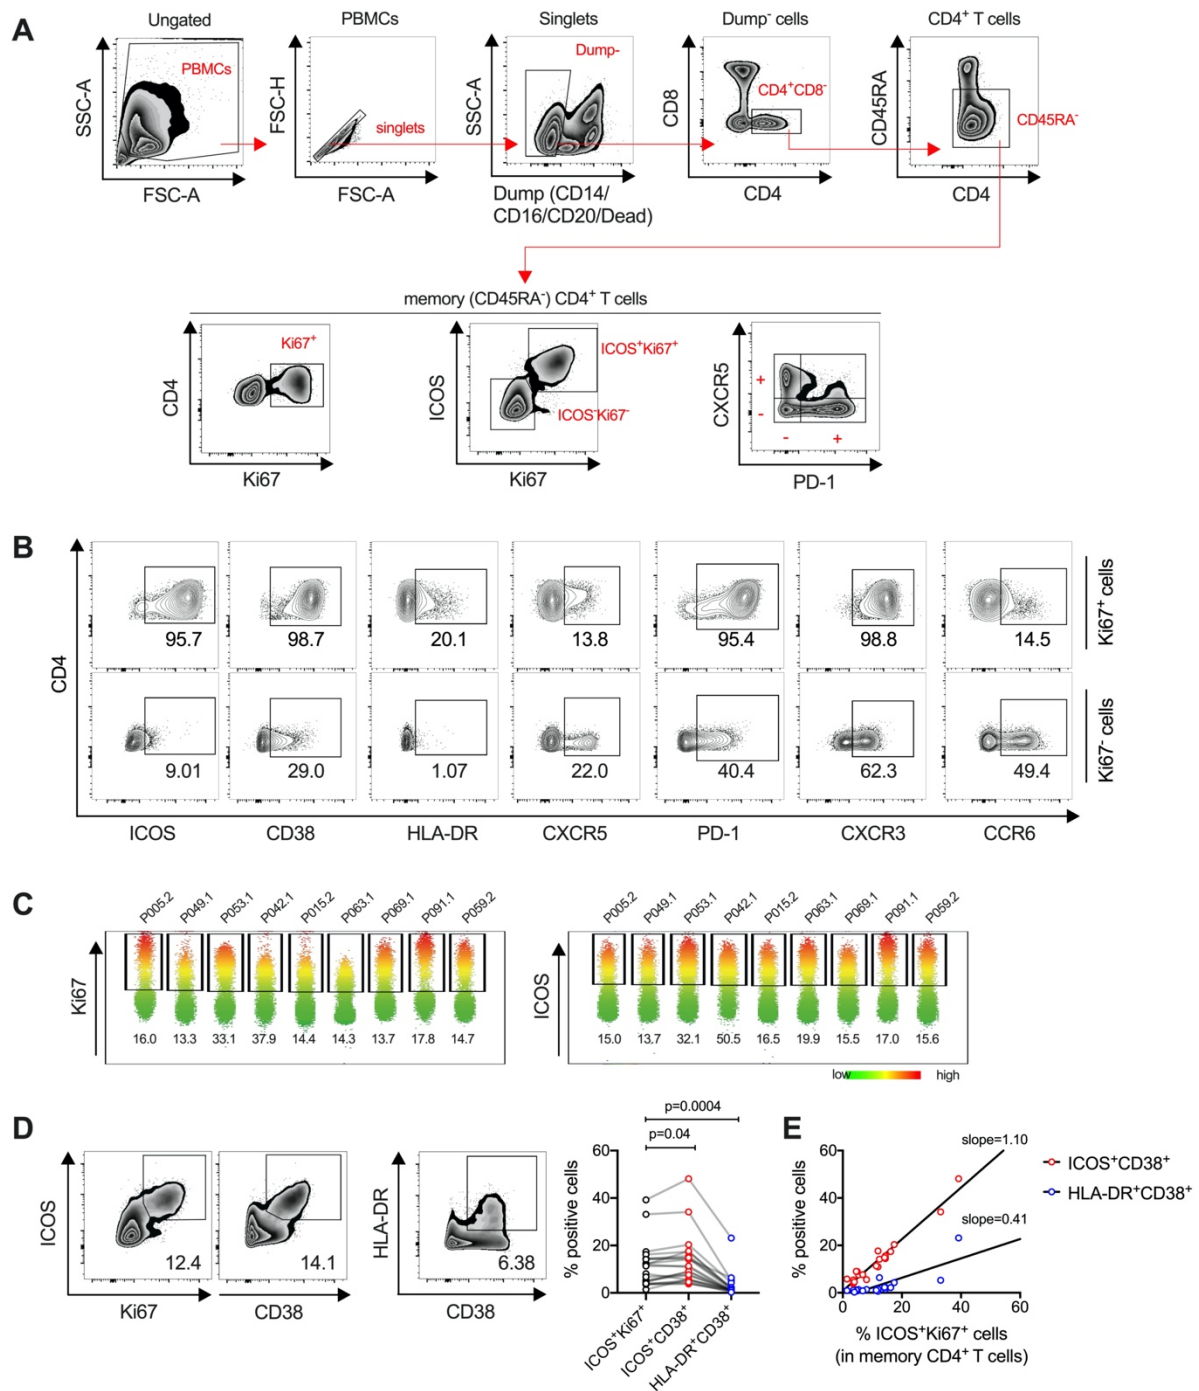 A
Ungated
PBMCs
Singlets
Dump⁻ cells
CD4⁺ T cells
SSC-A
PBMCs
FSC-A
FSC-H
singlets
FSC-A
SSC-A
Dump-
Dump (CD14/
CD16/CD20/Dead)
CD8
CD4⁺CD8⁻
CD4
CD45RA
CD45RA⁻
CD4
memory (CD45RA⁻) CD4⁺ T cells
CD4
Ki67⁺
Ki67
ICOS
ICOS⁺Ki67⁺
ICOS⁻Ki67⁻
Ki67
CXCR5
+
-
- +
PD-1
B
CD4
95.7 98.7 20.1 13.8 95.4 98.8 14.5
Ki67⁺ cells
9.01 29.0 1.07 22.0 40.4 62.3 49.4
Ki67⁻ cells
ICOS CD38 HLA-DR CXCR5 PD-1 CXCR3 CCR6
C
P005.2 P049.1 P053.1 P042.1 P015.2 P063.1 P069.1 P091.1 P059.2
Ki67
16.0 13.3 33.1 37.9 14.4 14.3 13.7 17.8 14.7
P005.2 P049.1 P053.1 P042.1 P015.2 P063.1 P069.1 P091.1 P059.2
ICOS
15.0 13.7 32.1 50.5 16.5 19.9 15.5 17.0 15.6
low high
D
ICOS
12.4
Ki67
14.1
CD38
HLA-DR
6.38
CD38
p=0.0004
p=0.04
% positive cells
60
40
20
0
ICOS⁺Ki67⁺
ICOS⁺CD38⁺
HLA-DR⁺CD38⁺
E
% positive cells
60
40
20
0
0 20 40 60
slope=1.10
slope=0.41
ICOS⁺CD38⁺
HLA-DR⁺CD38⁺
% ICOS⁺Ki67⁺ cells
(in memory CD4⁺ T cells)